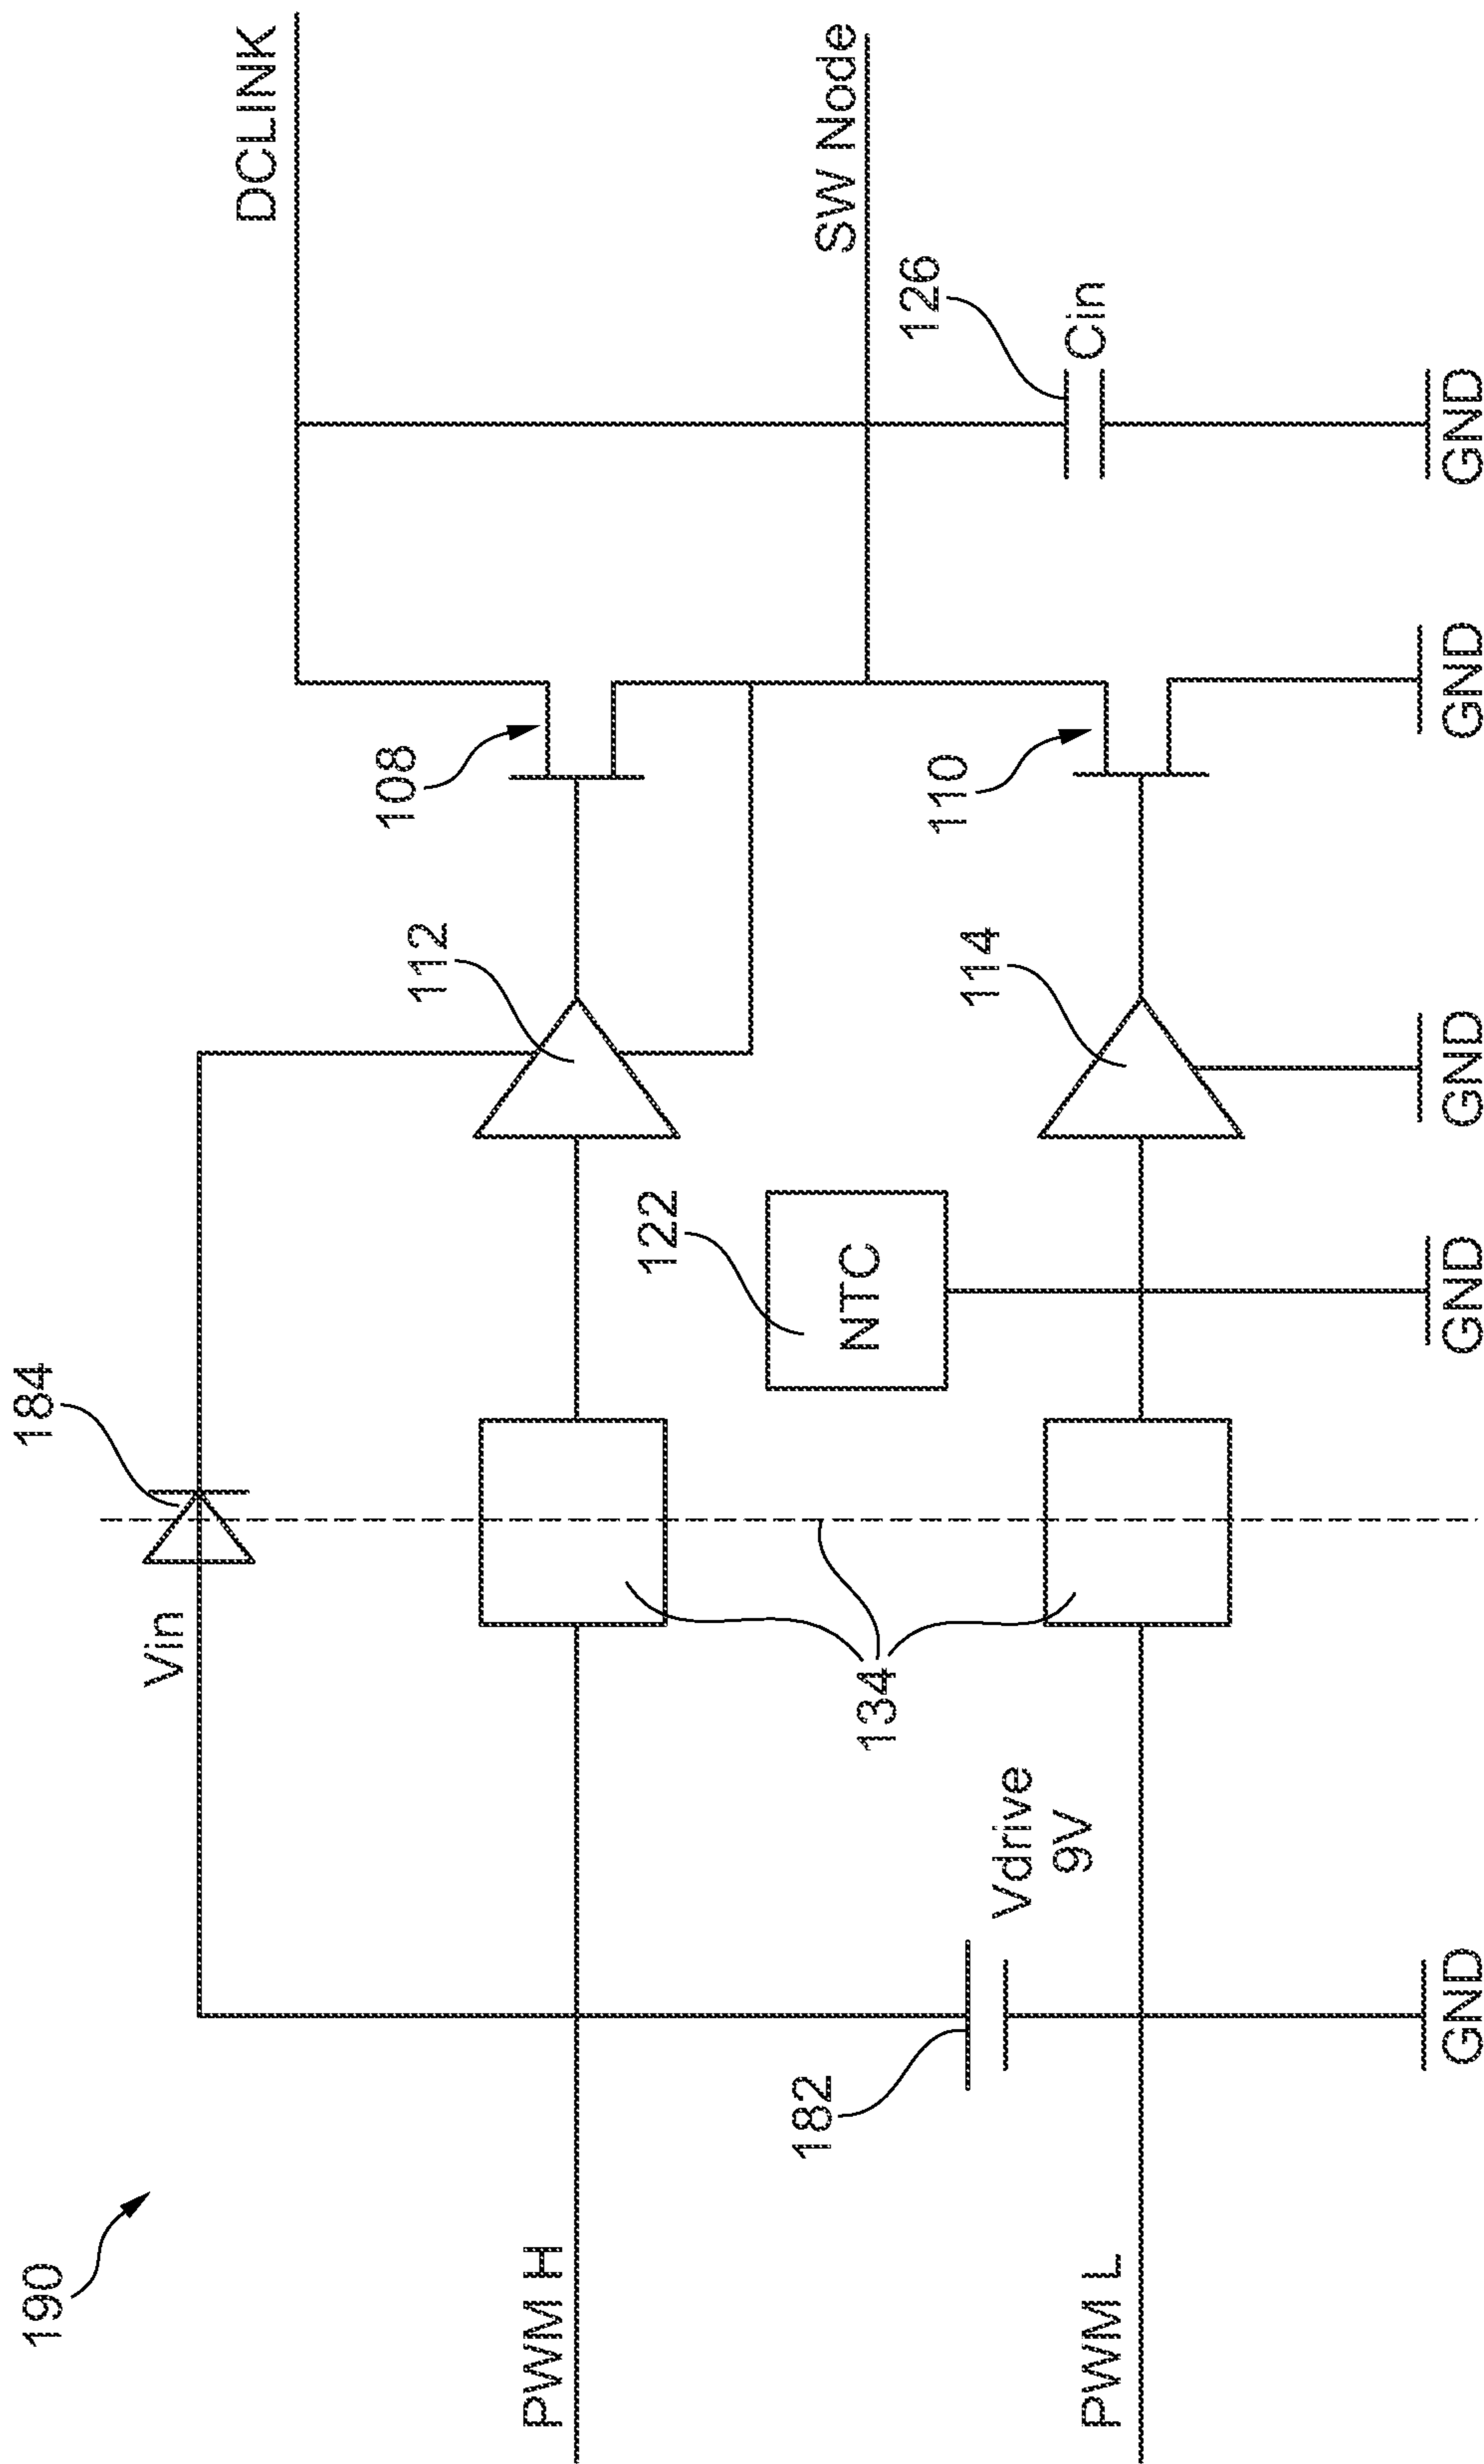 190
184
Vin
DCLINK
112
108
PWM H
SW Node
122
NTC
134
126
Cin
182
Vdrive
9V
114
110
PWM L
GND
GND
GND
GND
GND